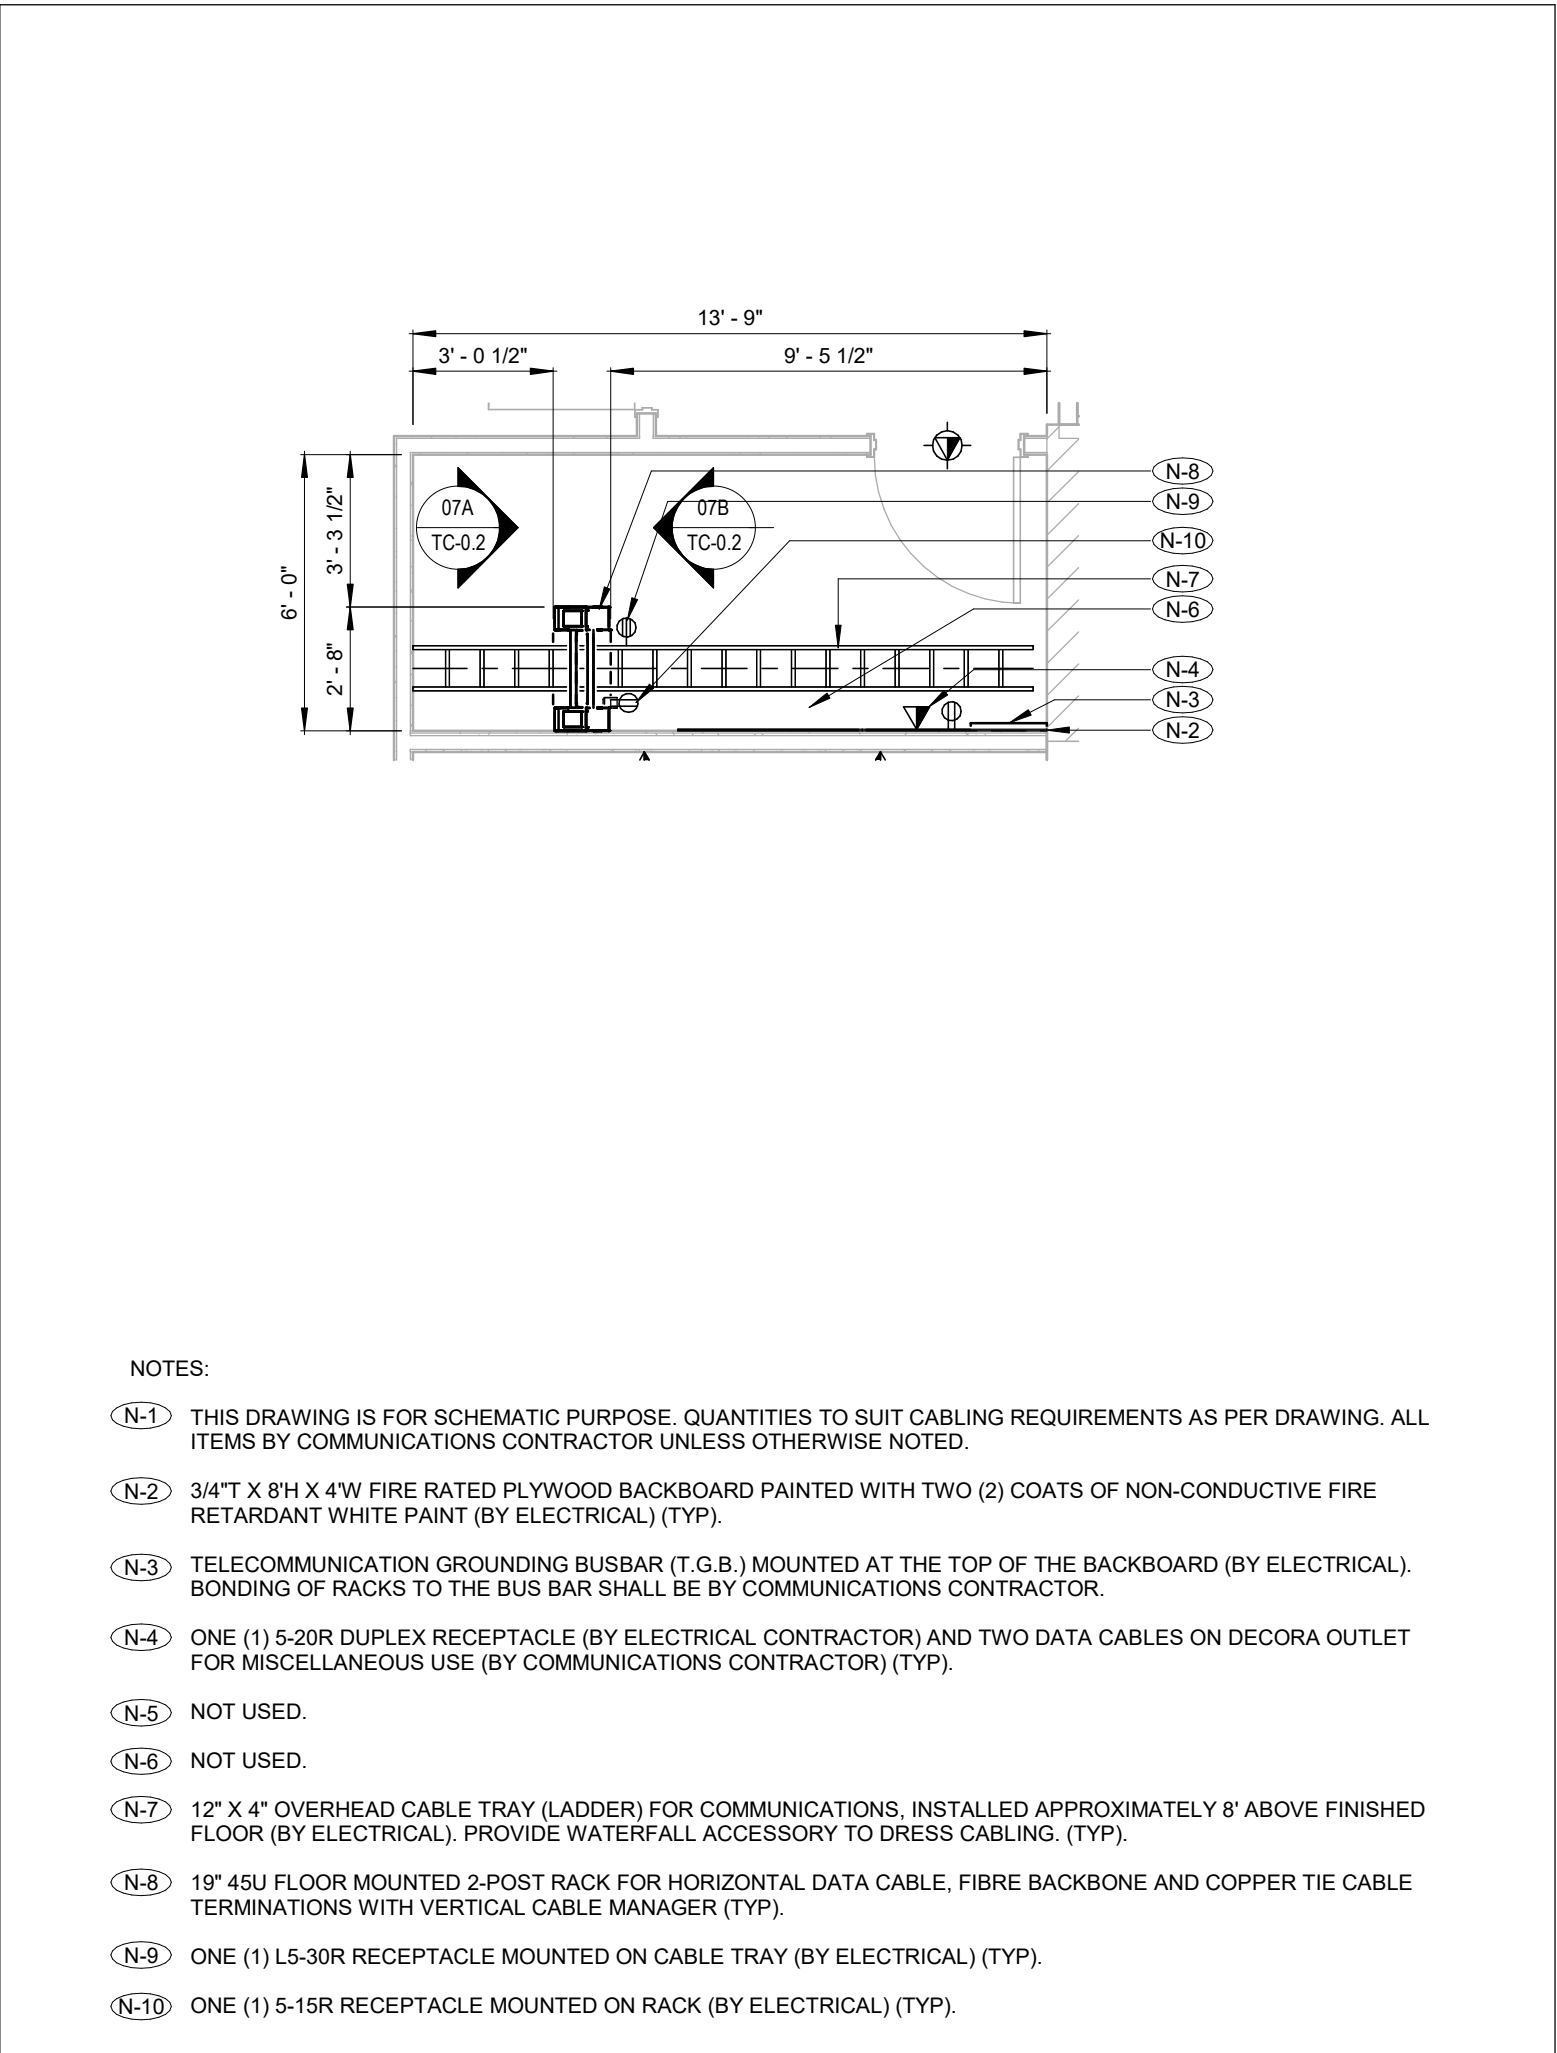 13' - 9"
3' - 0 1/2"
9' - 5 1/2"
6' - 0"
3' - 3 1/2"
2' - 8"
07A
TC-0.2
07B
TC-0.2
N-8
N-9
N-10
N-7
N-6
N-4
N-3
N-2
NOTES:
N-1 THIS DRAWING IS FOR SCHEMATIC PURPOSE. QUANTITIES TO SUIT CABLING REQUIREMENTS AS PER DRAWING. ALL
ITEMS BY COMMUNICATIONS CONTRACTOR UNLESS OTHERWISE NOTED.
N-2 3/4"T X 8'H X 4'W FIRE RATED PLYWOOD BACKBOARD PAINTED WITH TWO (2) COATS OF NON-CONDUCTIVE FIRE
RETARDANT WHITE PAINT (BY ELECTRICAL) (TYP).
N-3 TELECOMMUNICATION GROUNDING BUSBAR (T.G.B.) MOUNTED AT THE TOP OF THE BACKBOARD (BY ELECTRICAL).
BONDING OF RACKS TO THE BUS BAR SHALL BE BY COMMUNICATIONS CONTRACTOR.
N-4 ONE (1) 5-20R DUPLEX RECEPTACLE (BY ELECTRICAL CONTRACTOR) AND TWO DATA CABLES ON DECORA OUTLET
FOR MISCELLANEOUS USE (BY COMMUNICATIONS CONTRACTOR) (TYP).
N-5 NOT USED.
N-6 NOT USED.
N-7 12" X 4" OVERHEAD CABLE TRAY (LADDER) FOR COMMUNICATIONS, INSTALLED APPROXIMATELY 8' ABOVE FINISHED
FLOOR (BY ELECTRICAL). PROVIDE WATERFALL ACCESSORY TO DRESS CABLING. (TYP).
N-8 19" 45U FLOOR MOUNTED 2-POST RACK FOR HORIZONTAL DATA CABLE, FIBRE BACKBONE AND COPPER TIE CABLE
TERMINATIONS WITH VERTICAL CABLE MANAGER (TYP).
N-9 ONE (1) L5-30R RECEPTACLE MOUNTED ON CABLE TRAY (BY ELECTRICAL) (TYP).
N-10 ONE (1) 5-15R RECEPTACLE MOUNTED ON RACK (BY ELECTRICAL) (TYP).